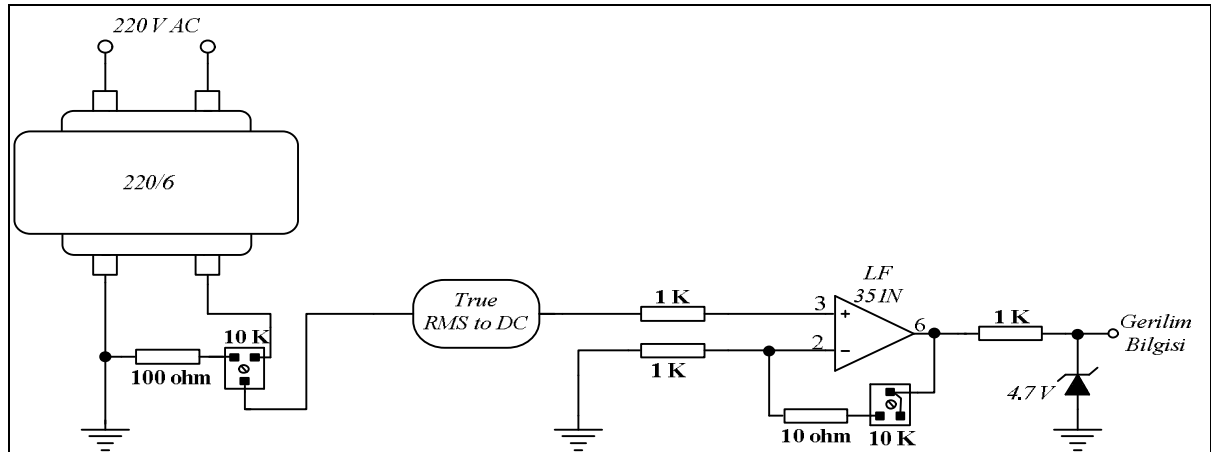 220 V AC
220/6
10 K
100 ohm
True
RMS to DC
1 K
1 K
3
2
LF
351N
6
10 ohm
10 K
1 K
4.7 V
Gerilim
Bilgisi